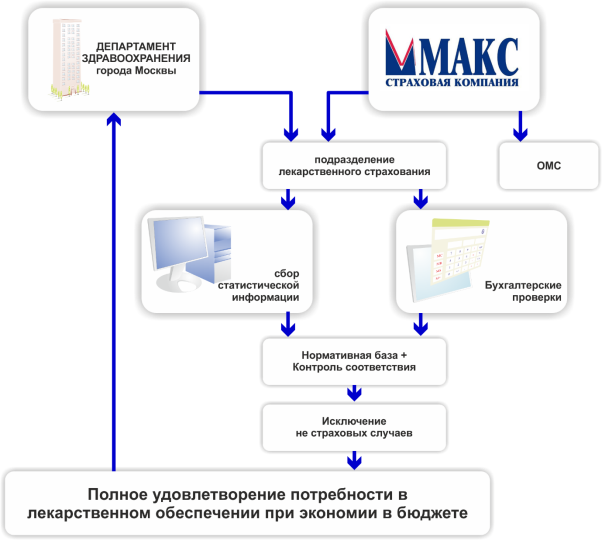 ДЕПАРТАМЕНТ
ЗДРАВООХРАНЕНИЯ
города Москвы
МАКС
СТРАХОВАЯ КОМПАНИЯ
подразделение
лекарственного страхования
ОМС
сбор
статистической
информации
Бухгалтерские
проверки
Нормативная база +
Контроль соответствия
Исключение
не страховых случаев
Полное удовлетворение потребности в
лекарственном обеспечении при экономии в бюджете